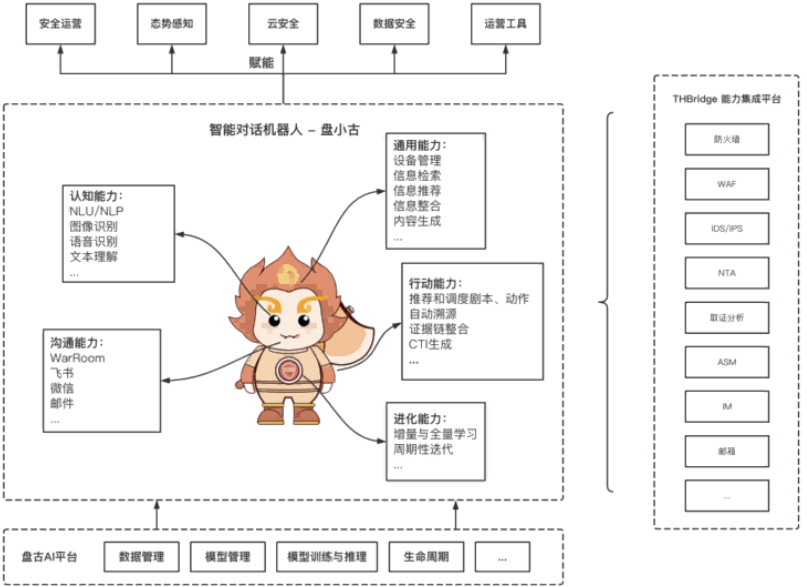 安全运营
态势感知
云安全
数据安全
运营工具
赋能
智能对话机器人 – 盘小古
认知能力：
NLU/NLP
图像识别
语音识别
文本理解
...
通用能力：
设备管理
信息检索
信息推荐
信息整合
内容生成
...
沟通能力：
WarRoom
飞书
微信
邮件
...
行动能力：
推荐和调度剧本、动作
自动溯源
证据链整合
CTI生成
...
进化能力：
增量与全量学习
周期性迭代
...
THBridge 能力集成平台
防火墙
WAF
IDS/IPS
NTA
取证分析
ASM
IM
邮箱
...
盘古AI平台
数据管理
模型管理
模型训练与推理
生命周期
...